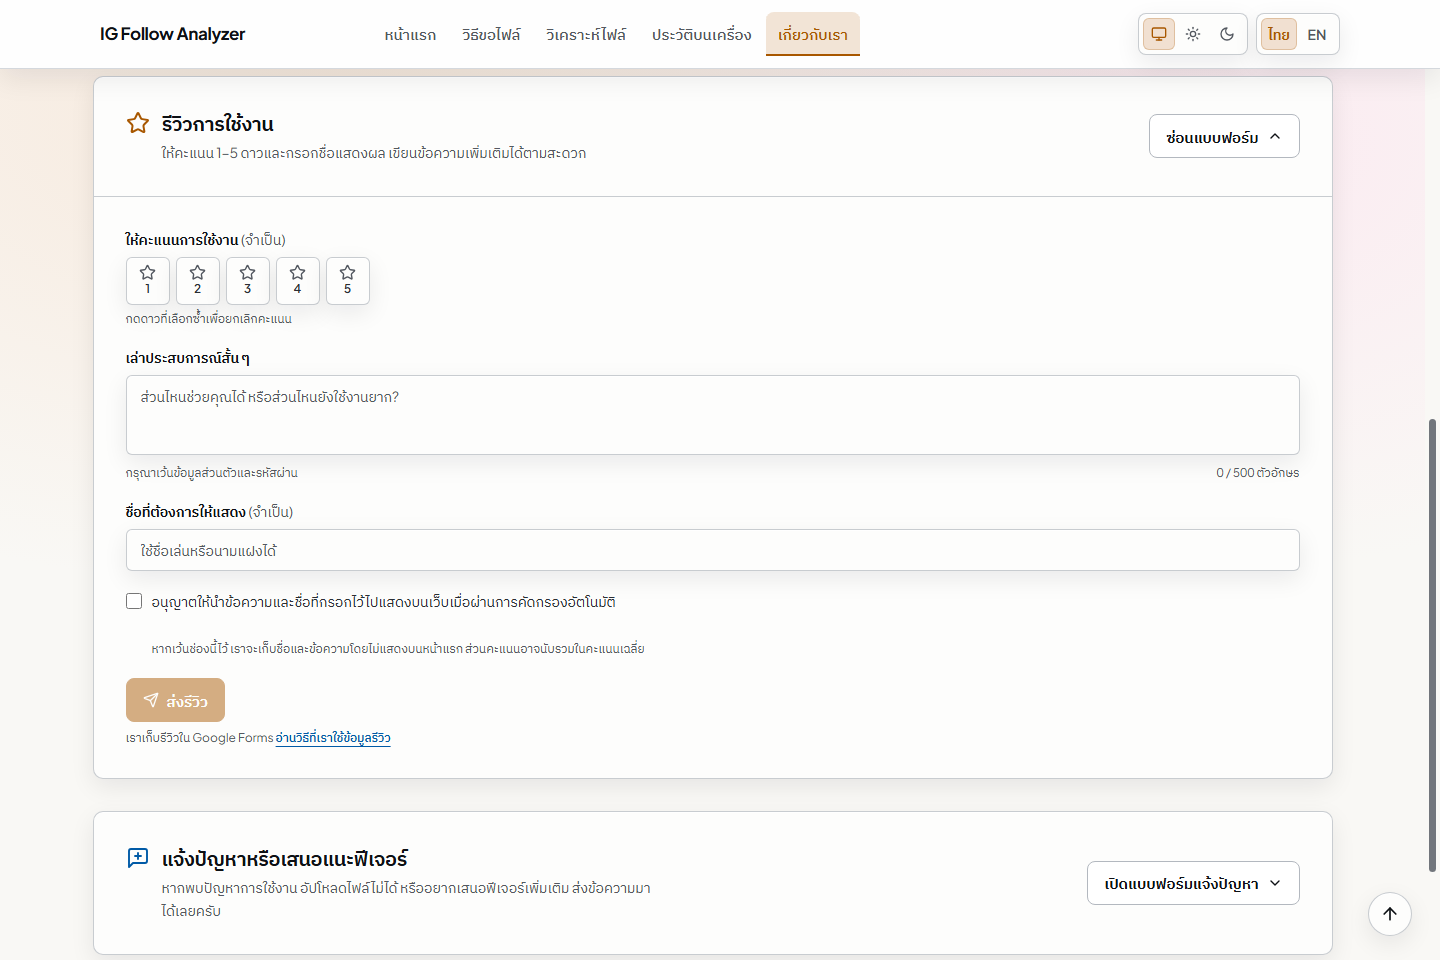 IG Follow Analyzer
หน้าแรก
วิธีขอไฟล์
วิเคราะห์ไฟล์
ประวัติบนเครื่อง
เกี่ยวกับเรา
ไทย
EN
รีวิวการใช้งาน
ให้คะแนน 1–5 ดาวและกรอกชื่อแสดงผล เขียนข้อความเพิ่มเติมได้ตามสะดวก
ซ่อนแบบฟอร์ม
ให้คะแนนการใช้งาน (จำเป็น)
1
2
3
4
5
กดดาวที่เลือกซ้ำเพื่อยกเลิกคะแนน
เล่าประสบการณ์สั้น ๆ
ส่วนไหนช่วยคุณได้ หรือส่วนไหนยังใช้งานยาก?
กรุณาเว้นข้อมูลส่วนตัวและรหัสผ่าน
0 / 500 ตัวอักษร
ชื่อที่ต้องการให้แสดง (จำเป็น)
ใช้ชื่อเล่นหรือนามแฝงได้
อนุญาตให้นำข้อความและชื่อที่กรอกไว้ไปแสดงบนเว็บเมื่อผ่านการคัดกรองอัตโนมัติ
หากเว้นช่องนี้ไว้ เราจะเก็บชื่อและข้อความโดยไม่แสดงบนหน้าแรก ส่วนคะแนนอาจนับรวมในคะแนนเฉลี่ย
ส่งรีวิว
เราเก็บรีวิวใน Google Forms อ่านวิธีที่เราใช้ข้อมูลรีวิว
แจ้งปัญหาหรือเสนอแนะฟีเจอร์
หากพบปัญหาการใช้งาน อัปโหลดไฟล์ไม่ได้ หรืออยากเสนอฟีเจอร์เพิ่มเติม ส่งข้อความมา
ได้เลยครับ
เปิดแบบฟอร์มแจ้งปัญหา